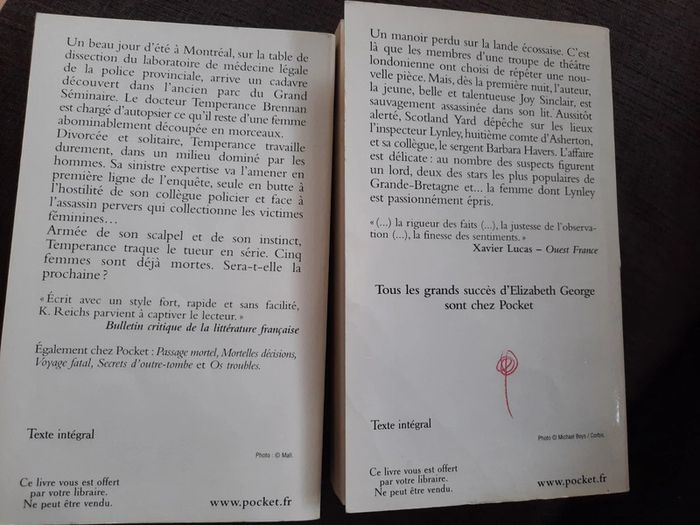 Un beau jour d'été à Montréal, sur la table de
dissection du laboratoire de médecine légale
de la police provinciale, arrive un cadavre
découvert dans l'ancien parc du Grand
Séminaire. Le docteur Temperance Brennan
est chargé d'autopsier ce qu'il reste d'une femme
abominablement découpée en morceaux.
Divorcée et solitaire, Temperance travaille
durement, dans un milieu dominé par les
hommes. Sa sinistre expertise va l'amener en
première ligne de l'enquête, seule en butte à
l'hostilité de son collègue policier et face à
l'assassin pervers qui collectionne les victimes
féminines…
Armée de son scalpel et de son instinct,
Temperance traque le tueur en série. Cinq
femmes sont déjà mortes. Sera-t-elle la
prochaine ?
« Écrit avec un style fort, rapide et sans facilité,
K. Reichs parvient à captiver le lecteur. »
Bulletin critique de la littérature française
Également chez Pocket : Passage mortel, Mortelles décisions,
Voyage fatal, Secrets d'outre-tombe et Os troubles.
Texte intégral
Photo : © Mall.
Ce livre vous est offert
par votre libraire.
Ne peut être vendu.
www.pocket.fr
Un manoir perdu sur la lande écossaise. C'est
là que les membres d'une troupe de théâtre
londonienne ont choisi de répéter une nou-
velle pièce. Mais, dès la première nuit, l'auteur,
la jeune, belle et talentueuse Joy Sinclair, est
sauvagement assassinée dans son lit. Aussitôt
alerté, Scotland Yard dépêche sur les lieux
l'inspecteur Lynley, huitième comte d'Asherton,
et sa collègue, le sergent Barbara Havers. L'affaire
est délicate : au nombre des suspects figurent
un lord, deux des stars les plus populaires de
Grande-Bretagne et... la femme dont Lynley
est passionnément épris.
« (...) la rigueur des faits (...), la justesse de l'observa-
tion (...), la finesse des sentiments. »
Xavier Lucas – Ouest France
Tous les grands succès d'Elizabeth George
sont chez Pocket
Texte intégral
Photo © Michael Boys / Corbis.
Ce livre vous est offert
par votre libraire.
Ne peut être vendu.
www.pocket.fr